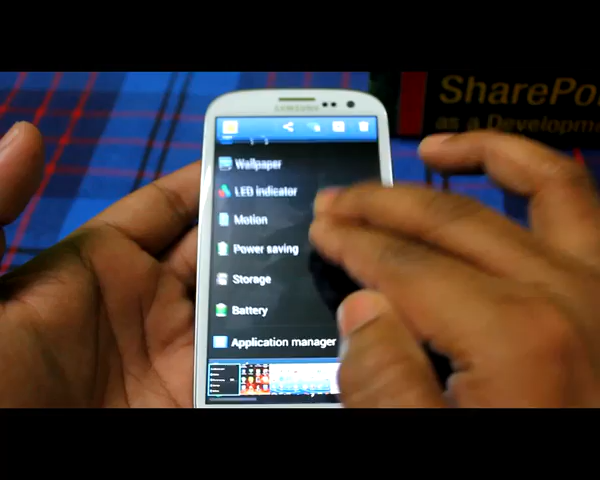 SharePo
as a Developm
SAMSUNG
Wallpaper
LED indicator
Motion
Power saving
Storage
Battery
Application manager